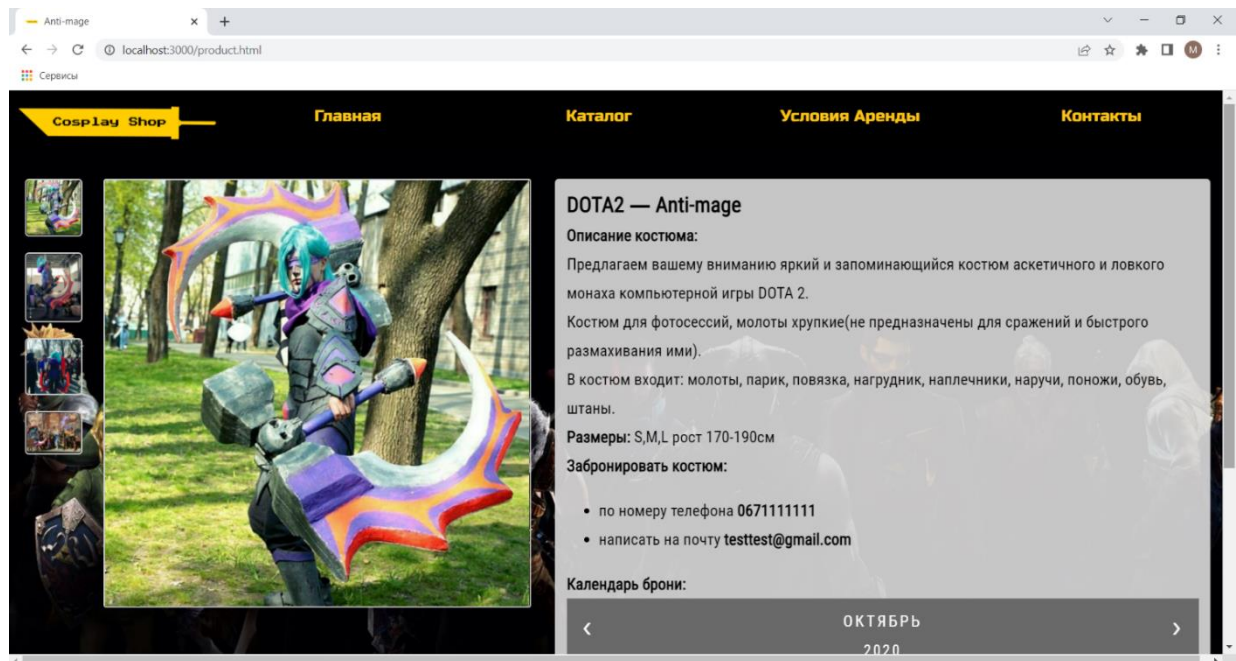 Anti-mage
localhost:3000/product.html
M
Сервисы
Cosplay Shop
Главная
Каталог
Условия Аренды
Контакты
DOTA2 — Anti-mage
Описание костюма:
Предлагаем вашему вниманию яркий и запоминающийся костюм аскетичного и ловкого
монаха компьютерной игры DOTA 2.
Костюм для фотосессий, молоты хрупкие(не предназначены для сражений и быстрого
размахивания ими).
В костюм входит: молоты, парик, повязка, нагрудник, наплечники, наручи, поножи, обувь,
штаны.
Размеры: S,M,L рост 170-190см
Забронировать костюм:
• по номеру телефона 0671111111
• написать на почту testtest@gmail.com
Календарь брони:
‹ ОКТЯБРЬ ›
2020